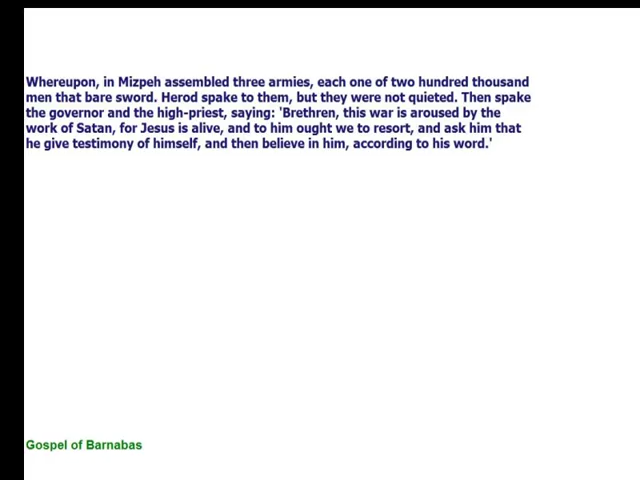 Whereupon, in Mizpeh assembled three armies, each one of two hundred thousand
men that bare sword. Herod spake to them, but they were not quieted. Then spake
the governor and the high-priest, saying: 'Brethren, this war is aroused by the
work of Satan, for Jesus is alive, and to him ought we to resort, and ask him that
he give testimony of himself, and then believe in him, according to his word.'
Gospel of Barnabas